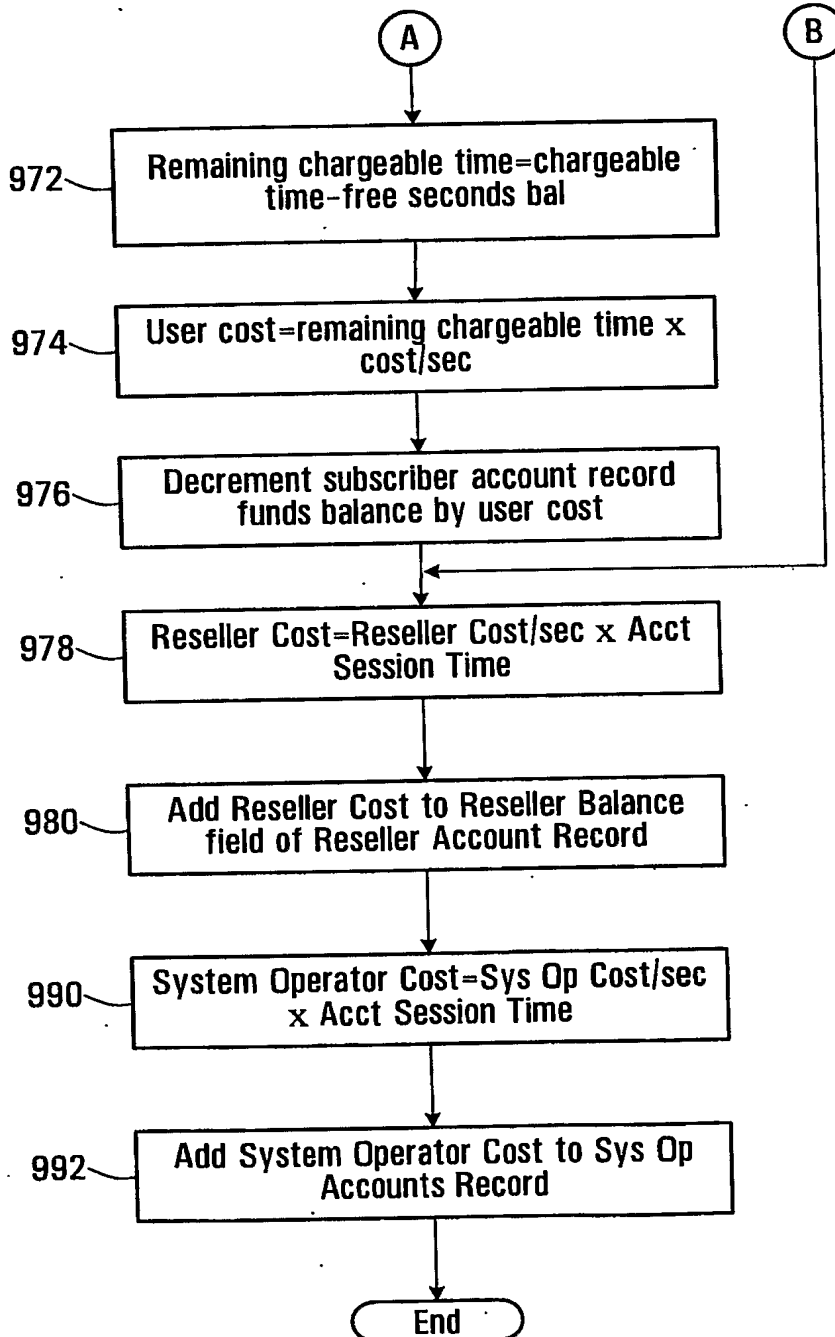 A
B
972
Remaining chargeable time=chargeable
time-free seconds bal
974
User cost=remaining chargeable time x
cost/sec
976
Decrement subscriber account record
funds balance by user cost
978
Reseller Cost=Reseller Cost/sec x Acct
Session Time
980
Add Reseller Cost to Reseller Balance
field of Reseller Account Record
990
System Operator Cost=Sys Op Cost/sec
x Acct Session Time
992
Add System Operator Cost to Sys Op
Accounts Record
End